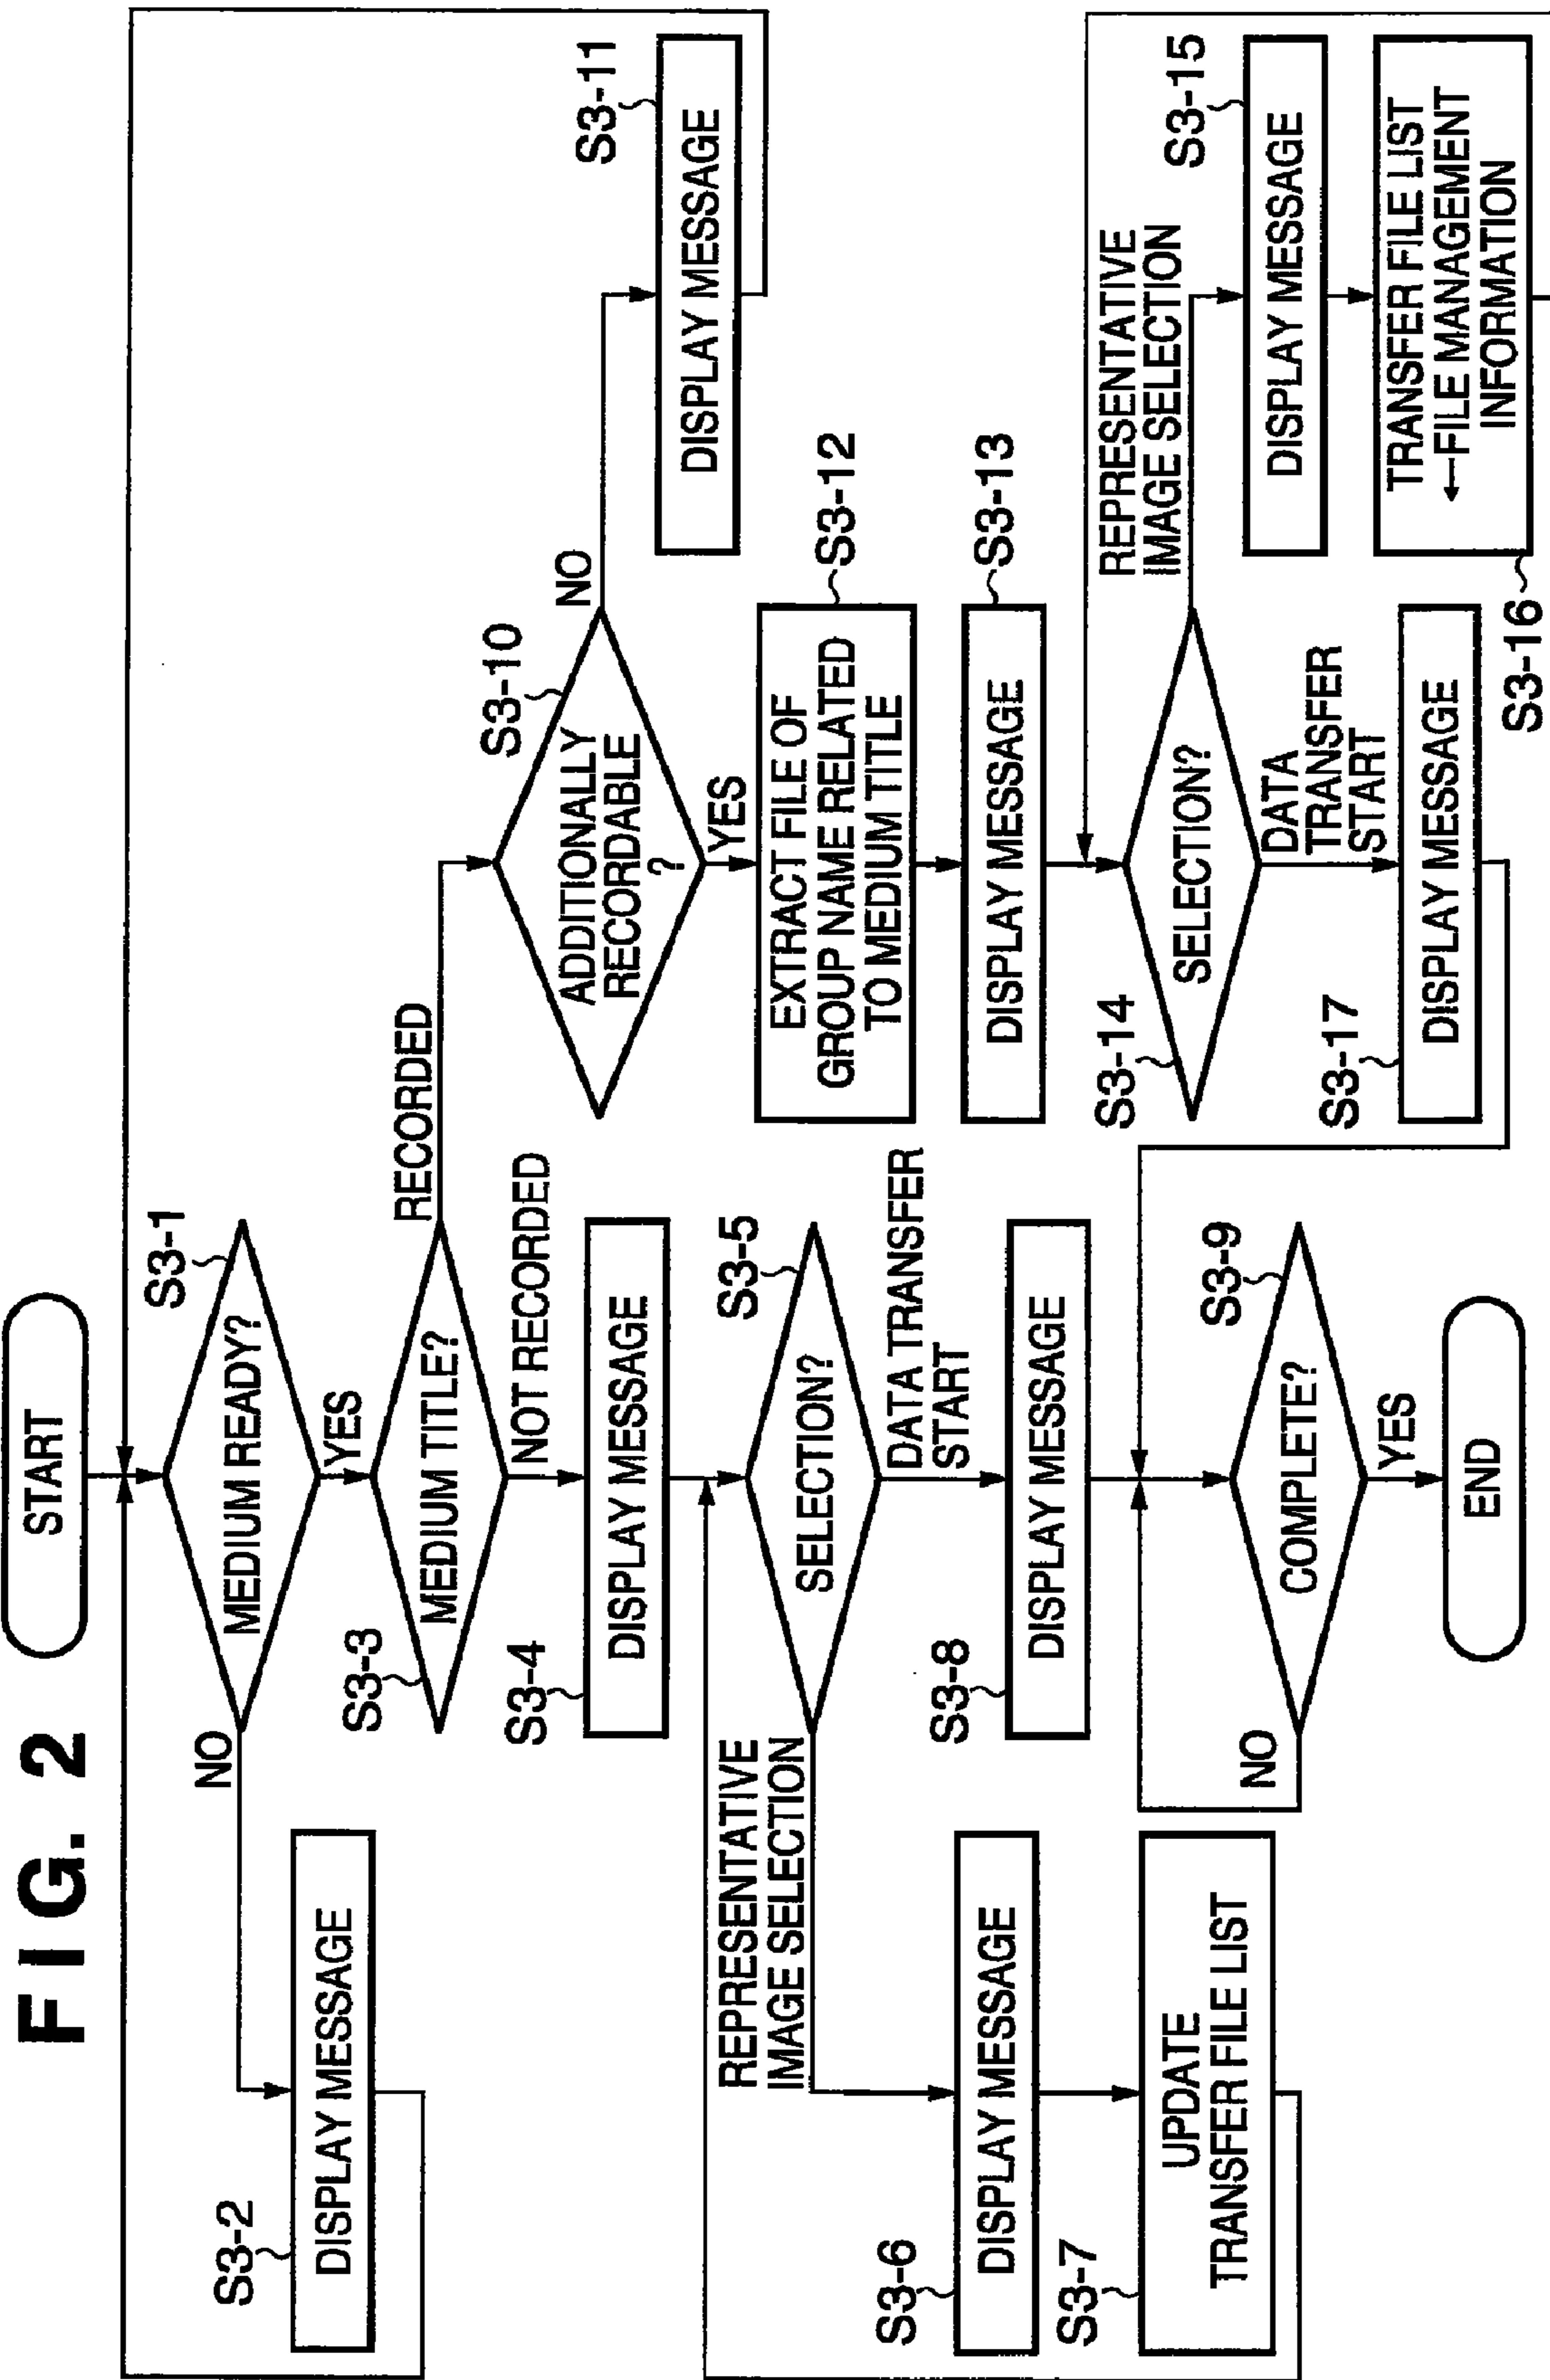 FIG. 2
START
S3-1
MEDIUM READY?
NO
YES
S3-2
DISPLAY MESSAGE
S3-3
MEDIUM TITLE?
RECORDED
NOT RECORDED
S3-4
DISPLAY MESSAGE
S3-5
SELECTION?
REPRESENTATIVE
IMAGE SELECTION
DATA TRANSFER
START
S3-6
DISPLAY MESSAGE
S3-7
UPDATE
TRANSFER FILE LIST
S3-8
DISPLAY MESSAGE
S3-9
COMPLETE?
NO
YES
END
S3-10
ADDITIONALLY
RECORDABLE
?
NO
YES
S3-11
DISPLAY MESSAGE
S3-12
EXTRACT FILE OF
GROUP NAME RELATED
TO MEDIUM TITLE
S3-13
DISPLAY MESSAGE
S3-14
SELECTION?
REPRESENTATIVE
IMAGE SELECTION
DATA
TRANSFER
START
S3-15
DISPLAY MESSAGE
TRANSFER FILE LIST
←FILE MANAGEMENT
INFORMATION
S3-16
S3-17
DISPLAY MESSAGE